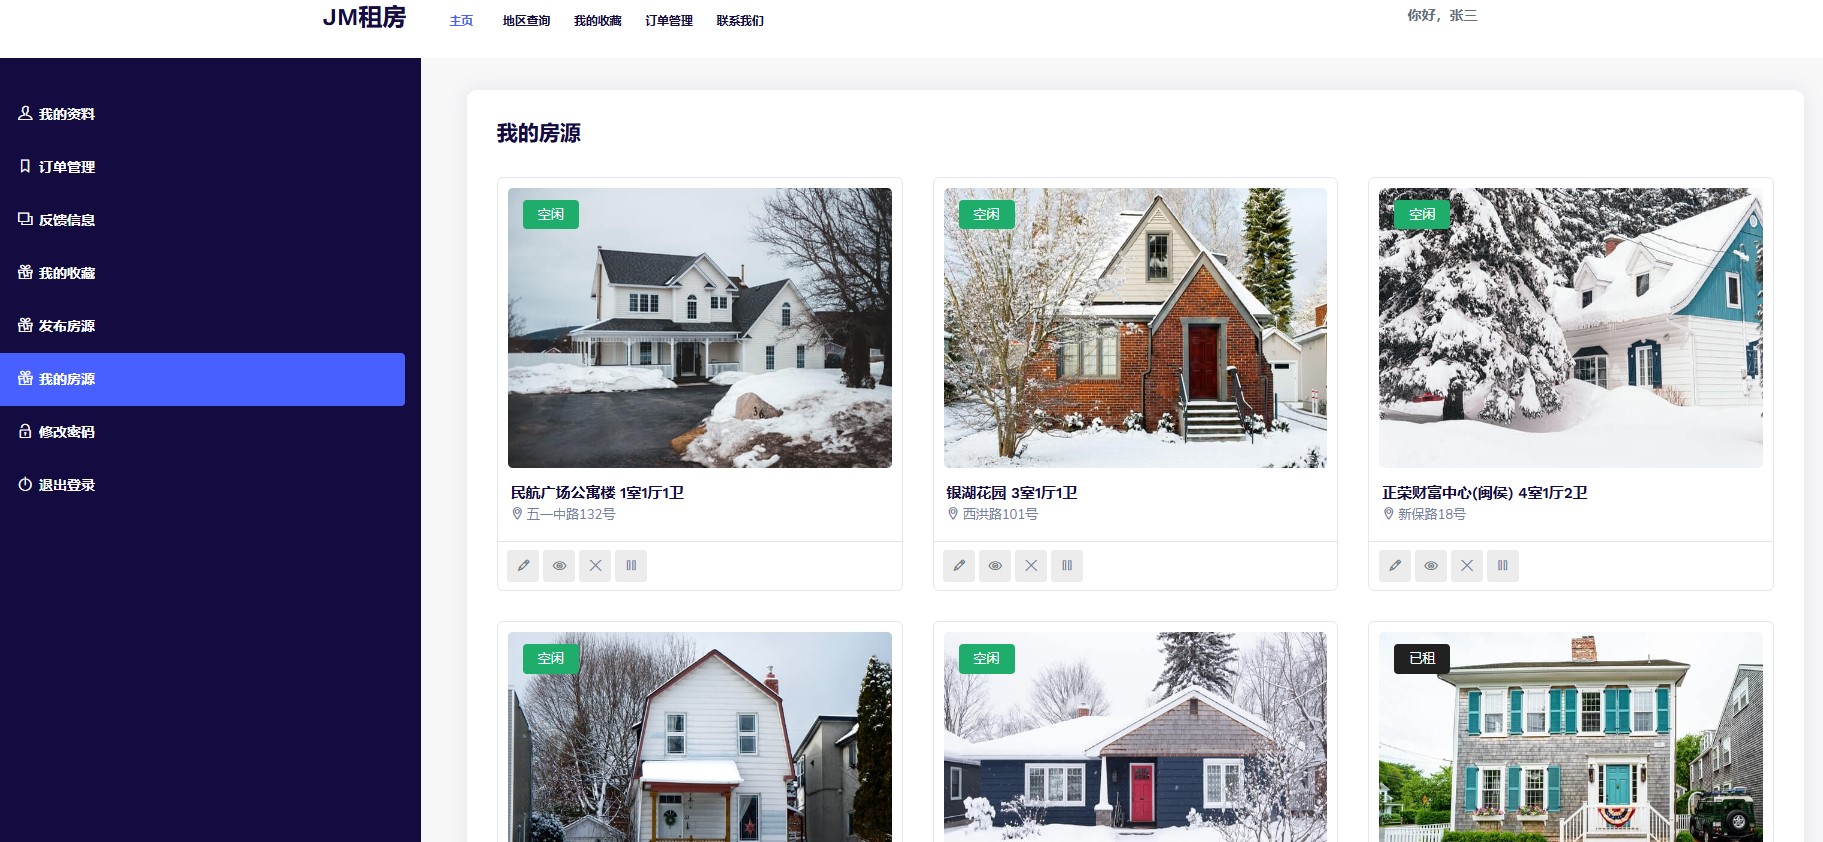 JM租房
主页 地区查询 我的收藏 订单管理 联系我们
你好，张三
我的资料
订单管理
反馈信息
我的收藏
发布房源
我的房源
修改密码
退出登录
我的房源
空闲
民航广场公寓楼 1室1厅1卫
五一中路132号
空闲
银湖花园 3室1厅1卫
西洪路101号
空闲
正荣财富中心(闽侯) 4室1厅2卫
新保路18号
空闲
空闲
已租